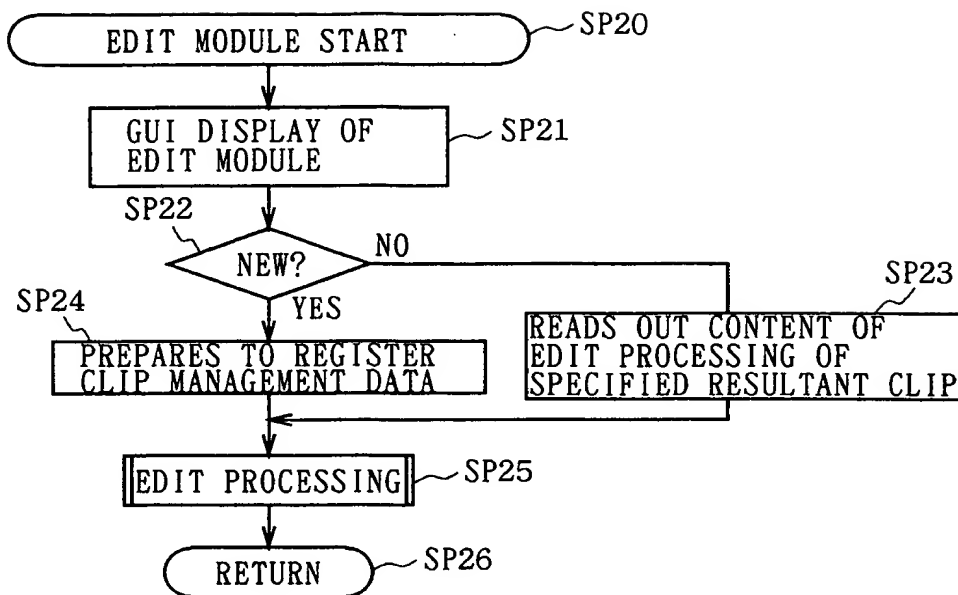 EDIT MODULE START
SP20
GUI DISPLAY OF
EDIT MODULE
SP21
SP22
NEW?
NO
YES
SP24
PREPARES TO REGISTER
CLIP MANAGEMENT DATA
SP23
READS OUT CONTENT OF
EDIT PROCESSING OF
SPECIFIED RESULTANT CLIP
EDIT PROCESSING
SP25
RETURN
SP26